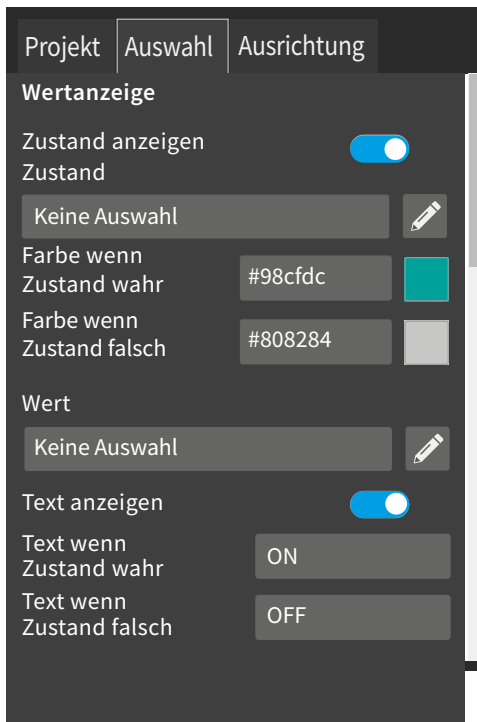 Projekt Auswahl Ausrichtung
Wertanzeige
Zustand anzeigen
Zustand
Keine Auswahl
Farbe wenn
Zustand wahr
#98cfdc
Farbe wenn
Zustand falsch
#808284
Wert
Keine Auswahl
Text anzeigen
Text wenn
Zustand wahr
ON
Text wenn
Zustand falsch
OFF